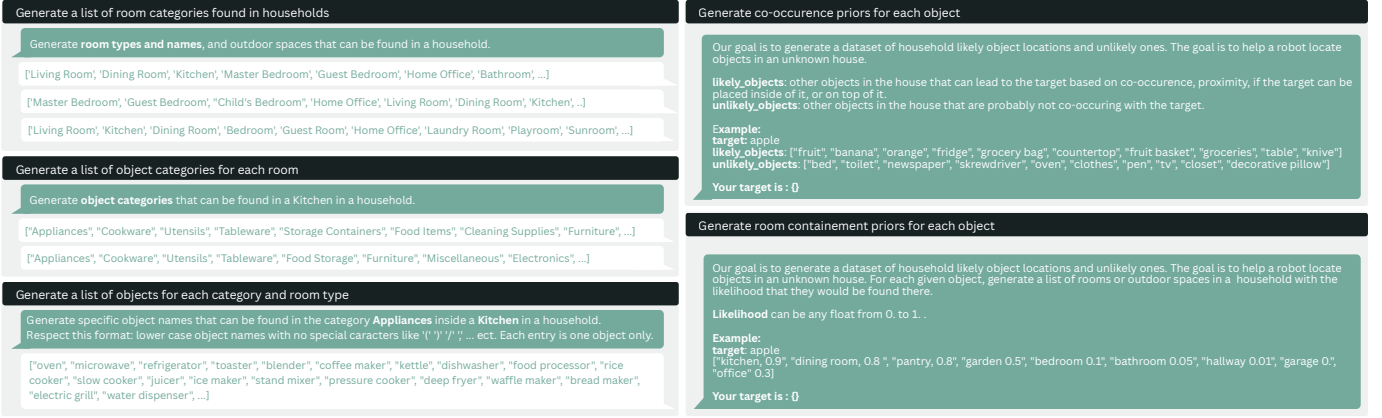 Generate a list of room categories found in households
Generate room types and names, and outdoor spaces that can be found in a household.
['Living Room', 'Dining Room', 'Kitchen', 'Master Bedroom', 'Guest Bedroom', 'Home Office', 'Bathroom', ...]
['Master Bedroom', 'Guest Bedroom', "Child's Bedroom", 'Home Office', 'Living Room', 'Dining Room', 'Kitchen', ..]
['Living Room', 'Kitchen', 'Dining Room', 'Bedroom', 'Guest Room', 'Home Office', 'Laundry Room', 'Playroom', 'Sunroom', ...]
Generate a list of object categories for each room
Generate object categories that can be found in a Kitchen in a household.
["Appliances", "Cookware", "Utensils", "Tableware", "Storage Containers", "Food Items", "Cleaning Supplies", "Furniture", ...]
["Appliances", "Cookware", "Utensils", "Tableware", "Food Storage", "Furniture", "Miscellaneous", "Electronics", ...]
Generate a list of objects for each category and room type
Generate specific object names that can be found in the category Appliances inside a Kitchen in a household.
Respect this format: lower case object names with no special caracters like '(' ')' '/' ',' ... ect. Each entry is one object only.
["oven", "microwave", "refrigerator", "toaster", "blender", "coffee maker", "kettle", "dishwasher", "food processor", "rice
cooker", "slow cooker", "juicer", "ice maker", "stand mixer", "pressure cooker", "deep fryer", "waffle maker", "bread maker",
"electric grill", "water dispenser", ...]
Generate co-occurence priors for each object
Our goal is to generate a dataset of household likely object locations and unlikely ones. The goal is to help a robot locate
objects in an unknown house.
likely_objects: other objects in the house that can lead to the target based on co-occurence, proximity, if the target can be
placed inside of it, or on top of it.
unlikely_objects: other objects in the house that are probably not co-occuring with the target.
Example:
target: apple
likely_objects: ["fruit", "banana", "orange", "fridge", "grocery bag", "countertop", "fruit basket", "groceries", "table", "knive"]
unlikely_objects: ["bed", "toilet", "newspaper", "skrewdriver", "oven", "clothes", "pen", "tv", "closet", "decorative pillow"]
Your target is : {}
Generate room containement priors for each object
Our goal is to generate a dataset of household likely object locations and unlikely ones. The goal is to help a robot locate
objects in an unknown house. For each given object, generate a list of rooms or outdoor spaces in a household with the
likelihood that they would be found there.
Likelihood can be any float from 0. to 1. .
Example:
target: apple
["kitchen, 0.9", "dining room, 0.8 ", "pantry, 0.8", "garden 0.5", "bedroom 0.1", "bathroom 0.05", "hallway 0.01", "garage 0.",
"office" 0.3]
Your target is : {}